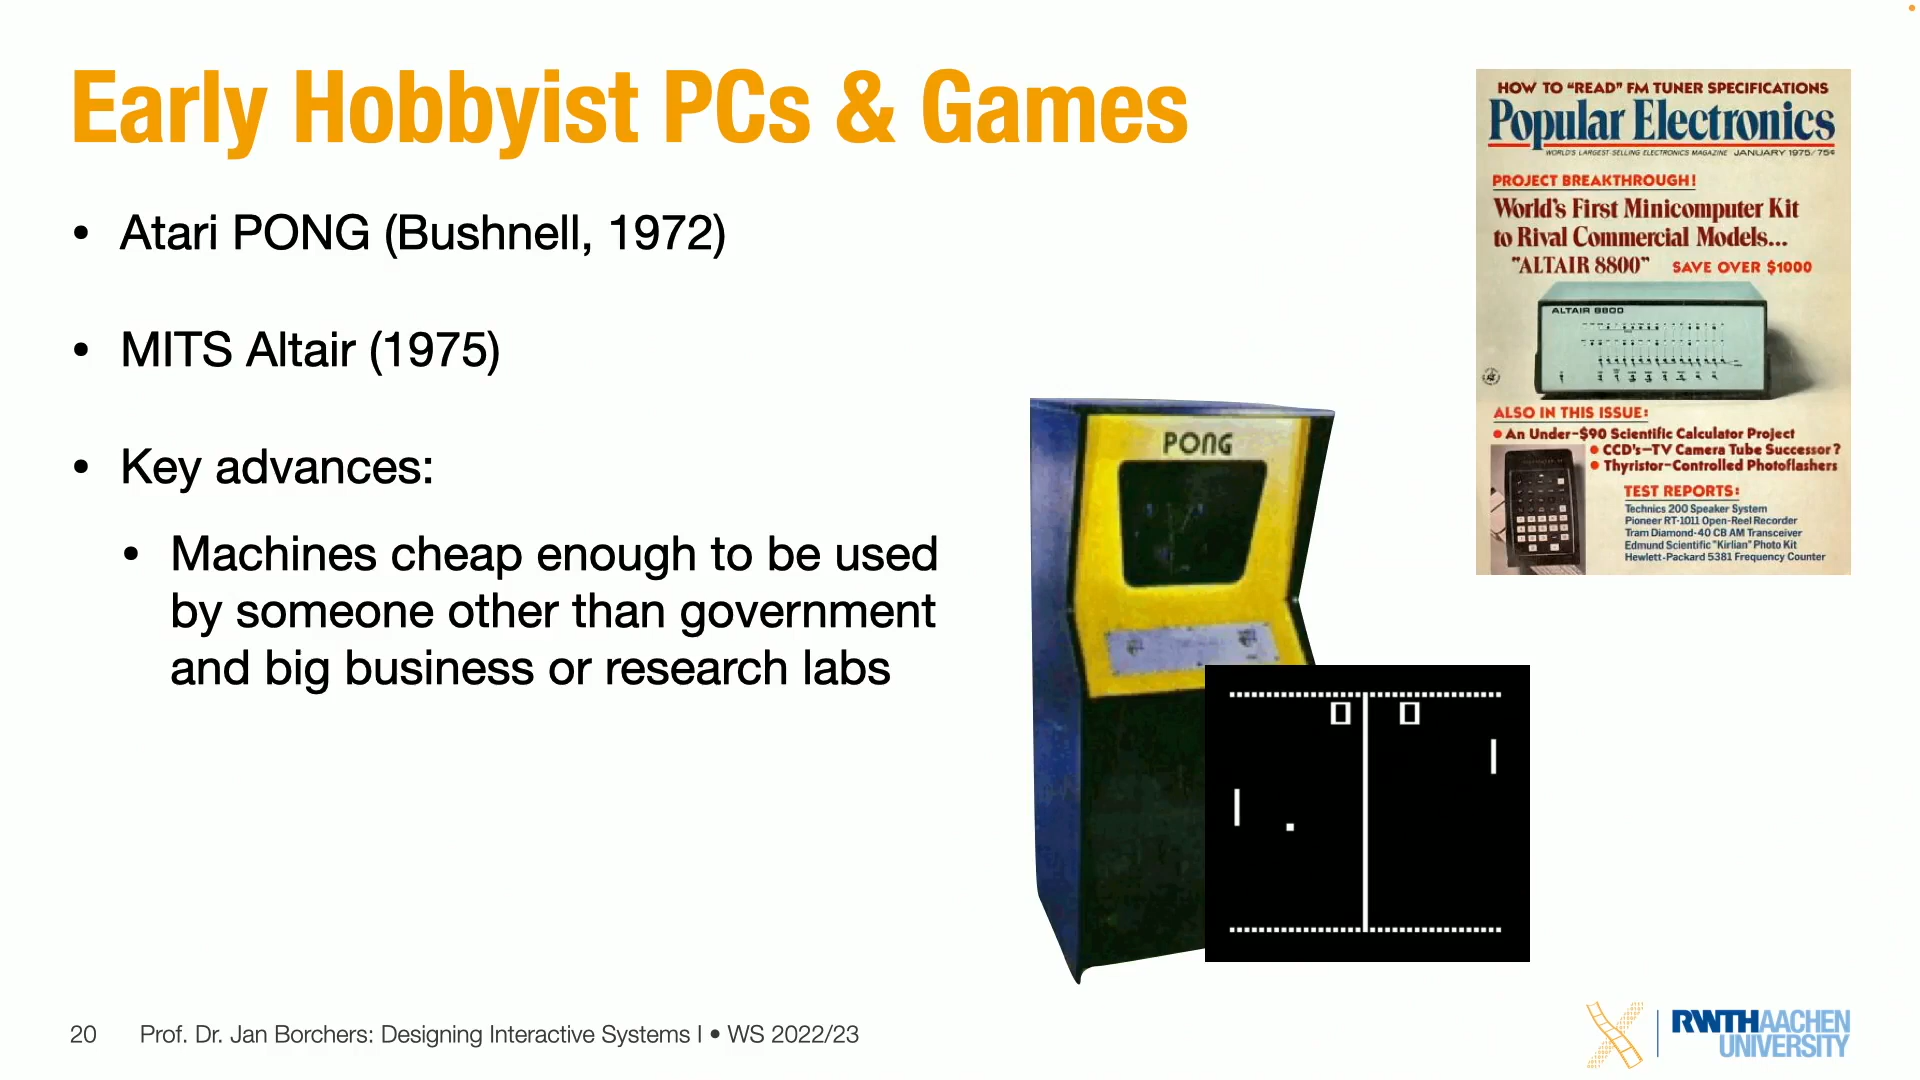 Early Hobbyist PCs & Games
• Atari PONG (Bushnell, 1972)
• MITS Altair (1975)
• Key advances:
• Machines cheap enough to be used
by someone other than government
and big business or research labs
HOW TO “READ” FM TUNER SPECIFICATIONS
Popular Electronics
WORLD'S LARGEST-SELLING ELECTRONICS MAGAZINE JANUARY 1975/75¢
PROJECT BREAKTHROUGH!
World's First Minicomputer Kit
to Rival Commercial Models...
"ALTAIR 8800" SAVE OVER $1000
ALTAIR 8800
ALSO IN THIS ISSUE:
• An Under-$90 Scientific Calculator Project
• CCD's—TV Camera Tube Successor?
• Thyristor-Controlled Photoflashers
TEST REPORTS:
Technics 200 Speaker System
Pioneer RT-1011 Open-Reel Recorder
Tram Diamond-40 CB AM Transceiver
Edmund Scientific "Kirlian" Photo Kit
Hewlett-Packard 5381 Frequency Counter
PONG
0 0
20 Prof. Dr. Jan Borchers: Designing Interactive Systems I • WS 2022/23
RWTH AACHEN
UNIVERSITY